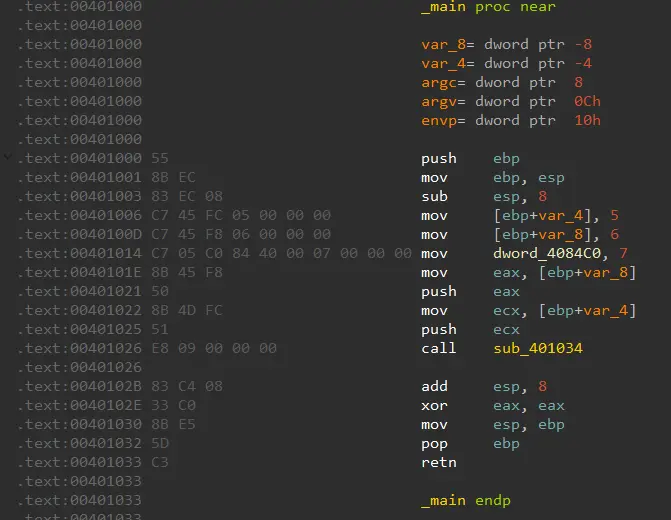 .text:00401000 _main proc near
.text:00401000
.text:00401000 var_8= dword ptr -8
.text:00401000 var_4= dword ptr -4
.text:00401000 argc= dword ptr 8
.text:00401000 argv= dword ptr 0Ch
.text:00401000 envp= dword ptr 10h
.text:00401000
.text:00401000 55 push ebp
.text:00401001 8B EC mov ebp, esp
.text:00401003 83 EC 08 sub esp, 8
.text:00401006 C7 45 FC 05 00 00 00 mov [ebp+var_4], 5
.text:0040100D C7 45 F8 06 00 00 00 mov [ebp+var_8], 6
.text:00401014 C7 05 C0 84 40 00 07 00 00 00 mov dword_4084C0, 7
.text:0040101E 8B 45 F8 mov eax, [ebp+var_8]
.text:00401021 50 push eax
.text:00401022 8B 4D FC mov ecx, [ebp+var_4]
.text:00401025 51 push ecx
.text:00401026 E8 09 00 00 00 call sub_401034
.text:00401026
.text:0040102B 83 C4 08 add esp, 8
.text:0040102E 33 C0 xor eax, eax
.text:00401030 8B E5 mov esp, ebp
.text:00401032 5D pop ebp
.text:00401033 C3 retn
.text:00401033
.text:00401033 _main endp
.text:00401033